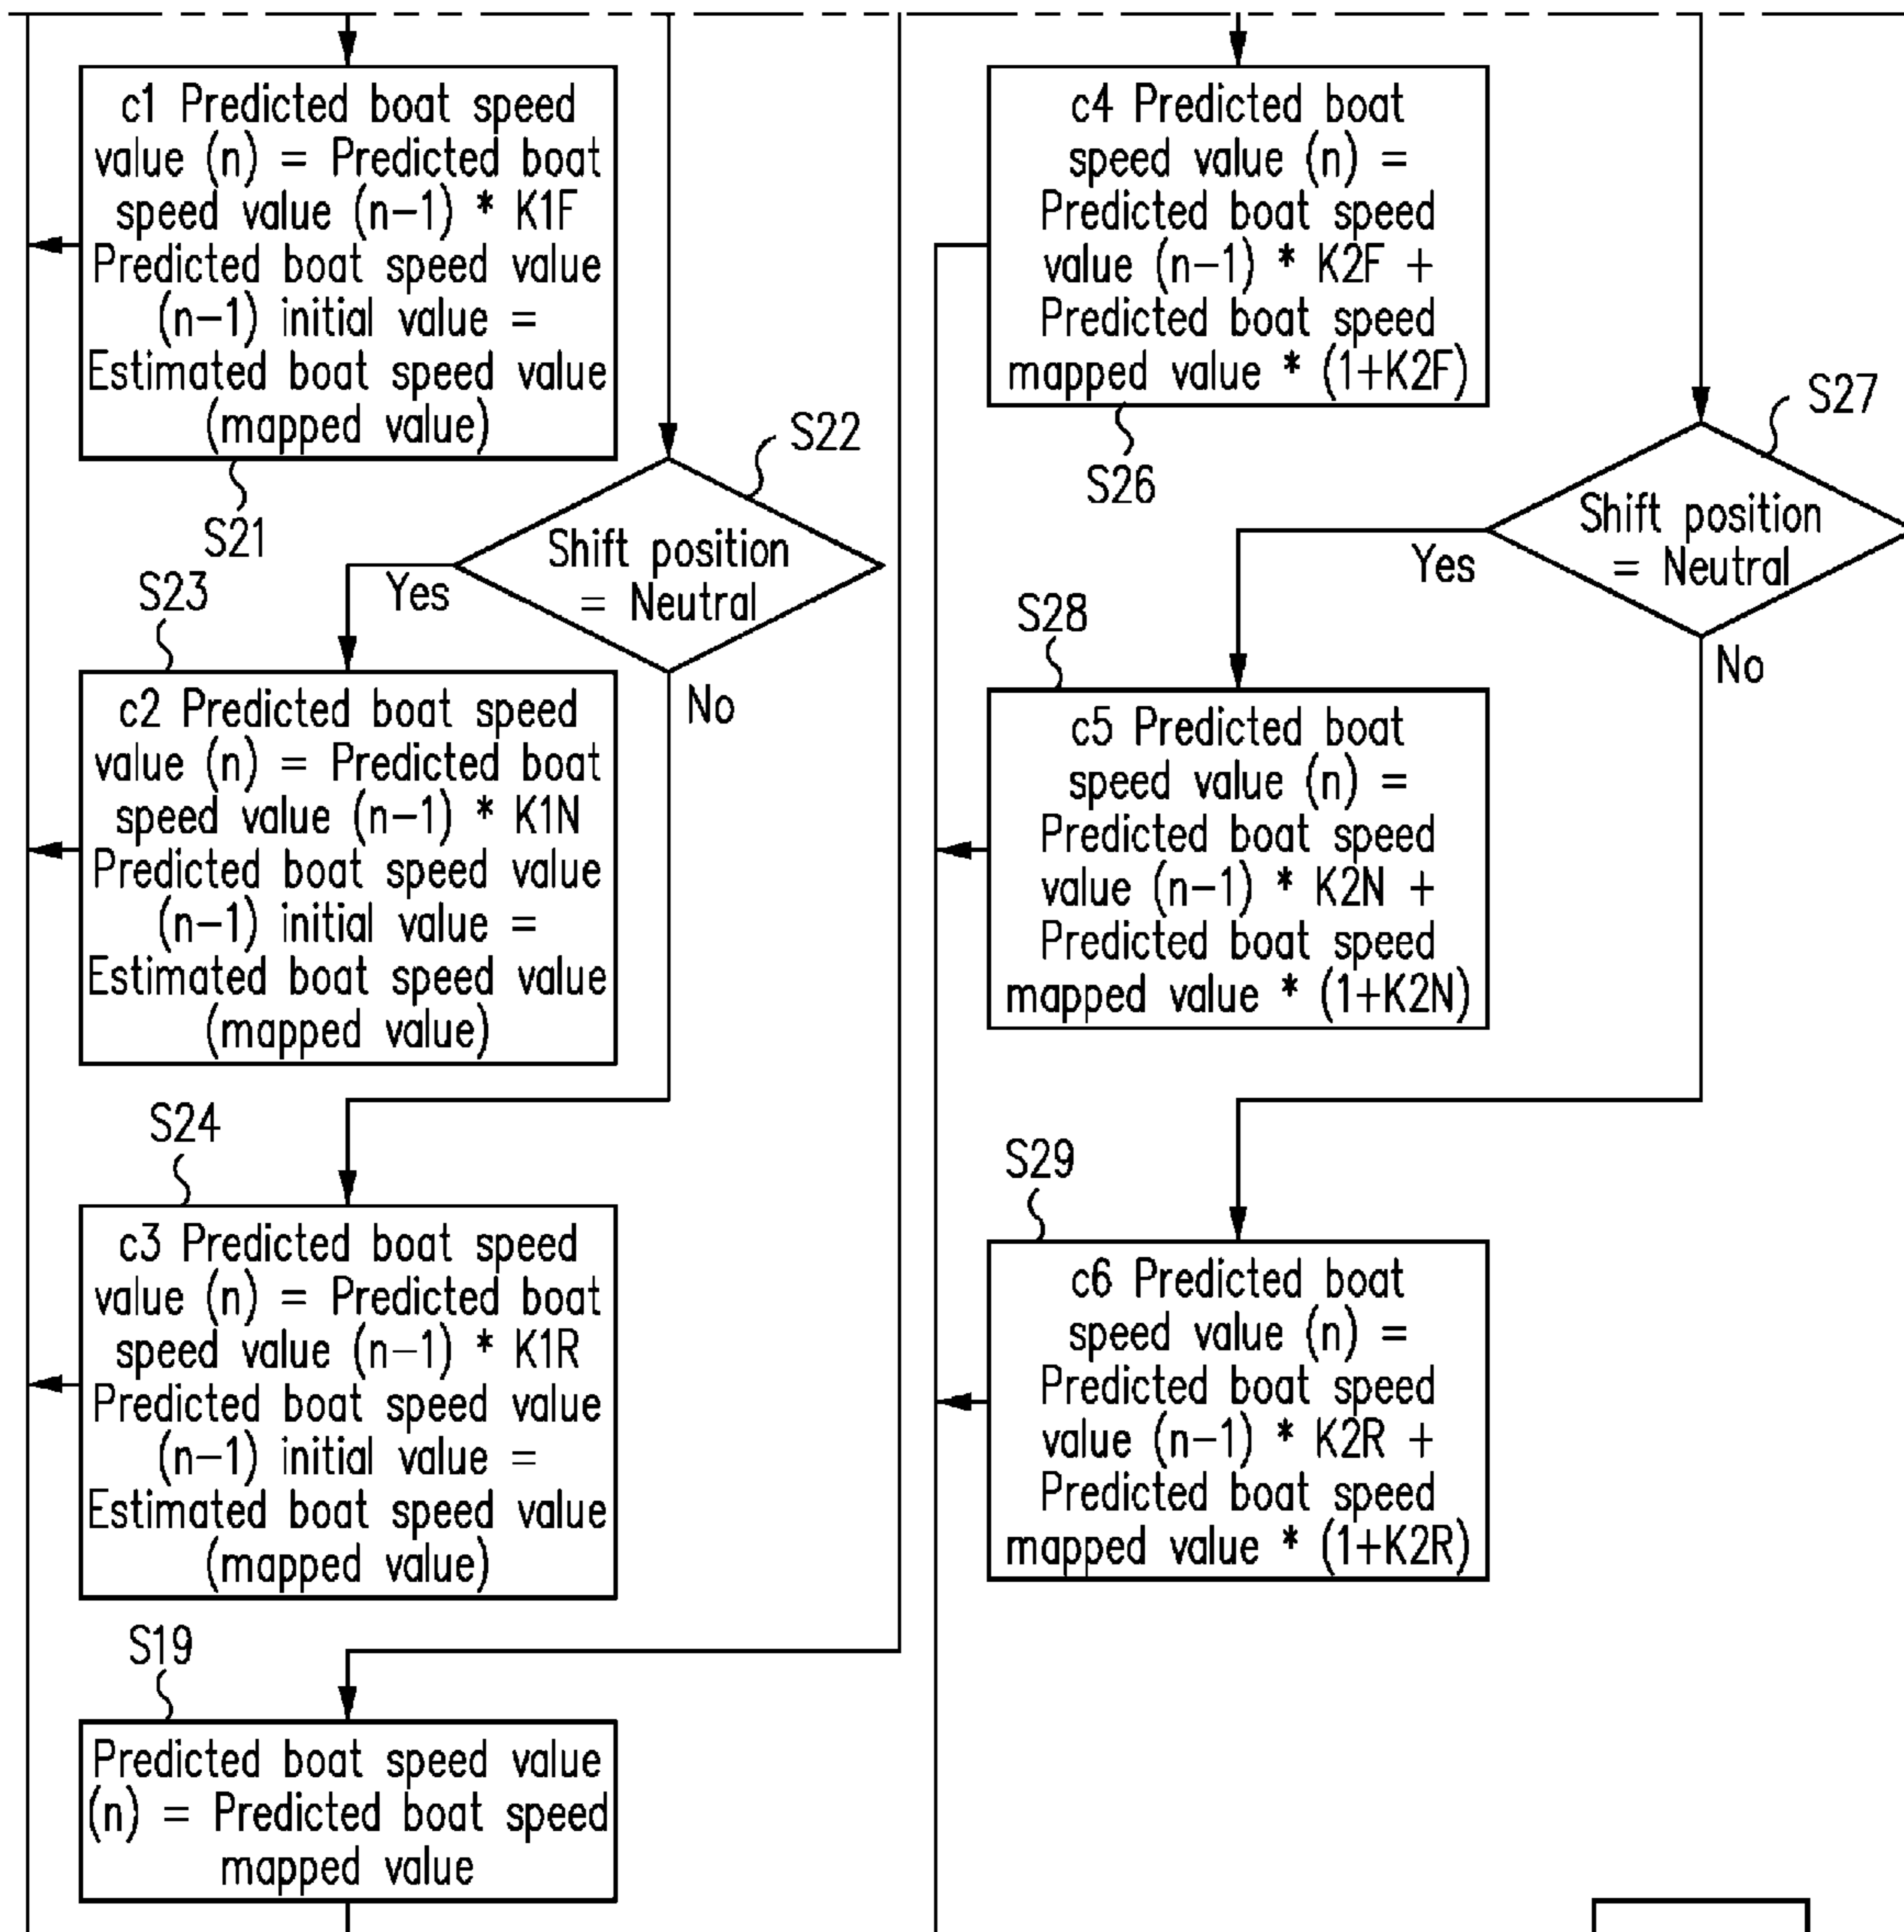 c1 Predicted boat speed
value (n) = Predicted boat
speed value (n-1) * K1F
Predicted boat speed value
(n-1) initial value =
Estimated boat speed value
(mapped value)
S21
S22
Shift position
= Neutral
Yes
No
S23
c2 Predicted boat speed
value (n) = Predicted boat
speed value (n-1) * K1N
Predicted boat speed value
(n-1) initial value =
Estimated boat speed value
(mapped value)
S24
c3 Predicted boat speed
value (n) = Predicted boat
speed value (n-1) * K1R
Predicted boat speed value
(n-1) initial value =
Estimated boat speed value
(mapped value)
S19
Predicted boat speed value
(n) = Predicted boat speed
mapped value
c4 Predicted boat
speed value (n) =
Predicted boat speed
value (n-1) * K2F +
Predicted boat speed
mapped value * (1+K2F)
S26
S27
Shift position
= Neutral
Yes
No
S28
c5 Predicted boat
speed value (n) =
Predicted boat speed
value (n-1) * K2N +
Predicted boat speed
mapped value * (1+K2N)
S29
c6 Predicted boat
speed value (n) =
Predicted boat speed
value (n-1) * K2R +
Predicted boat speed
mapped value * (1+K2R)